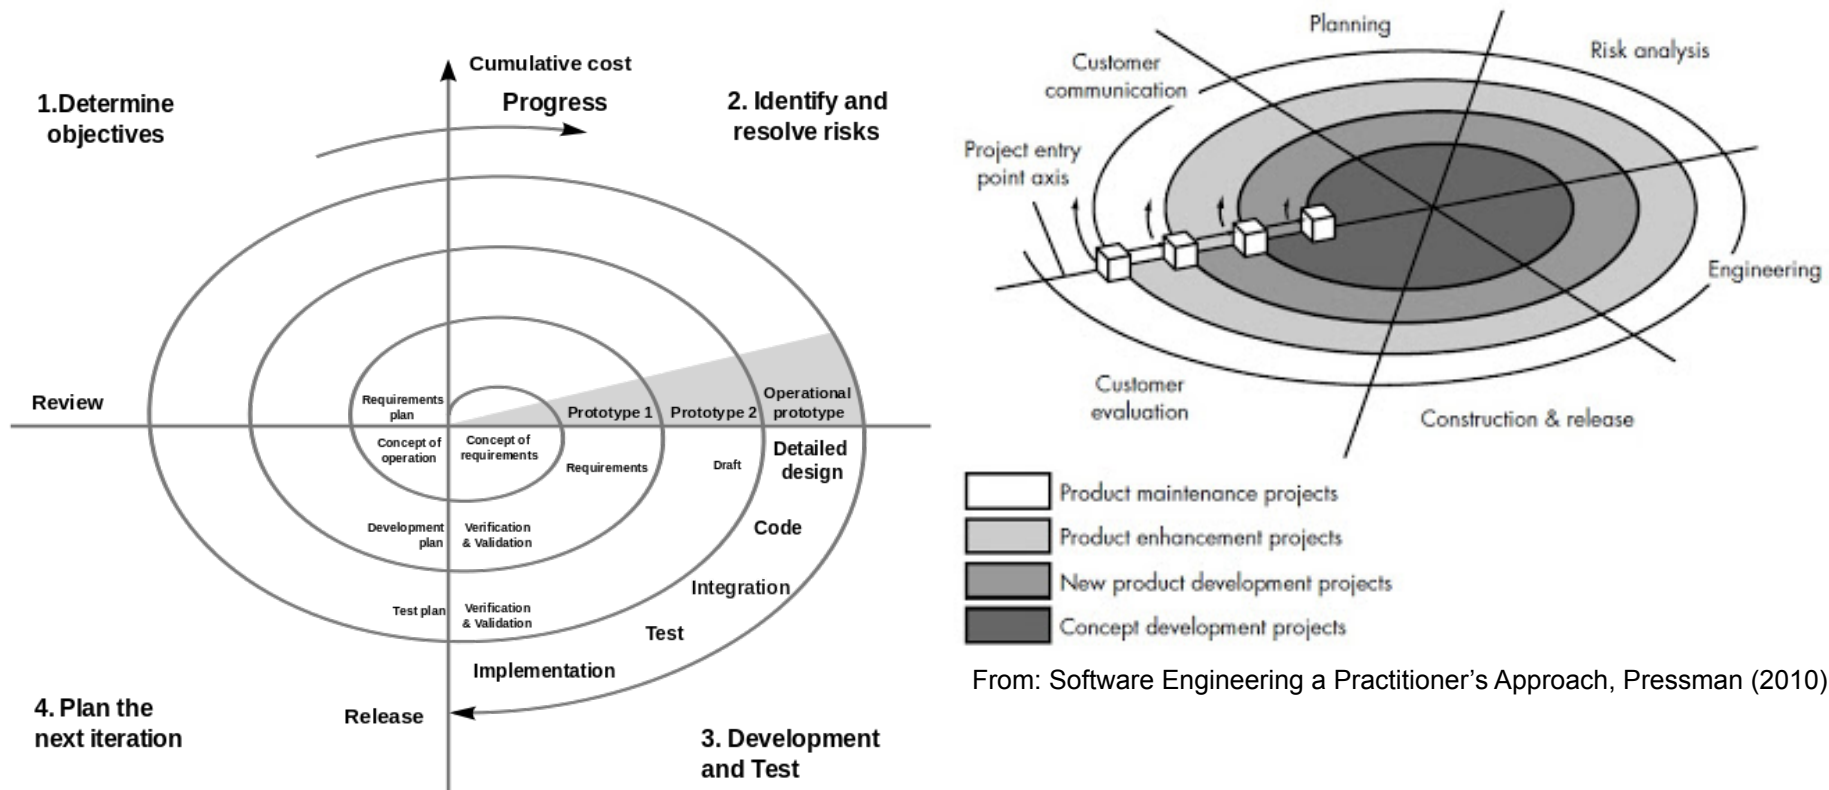 Cumulative cost
Progress
1.Determine
objectives
2. Identify and
resolve risks
Review
Requirements
plan
Concept of
operation
Concept of
requirements
Prototype 1
Prototype 2
Operational
prototype
Requirements
Draft
Detailed
design
Development
plan
Verification
& Validation
Code
Integration
Test plan
Verification
& Validation
Test
Implementation
Release
4. Plan the
next iteration
3. Development
and Test
Planning
Risk analysis
Customer
communication
Project entry
point axis
Engineering
Customer
evaluation
Construction & release
Product maintenance projects
Product enhancement projects
New product development projects
Concept development projects
From: Software Engineering a Practitioner’s Approach, Pressman (2010)